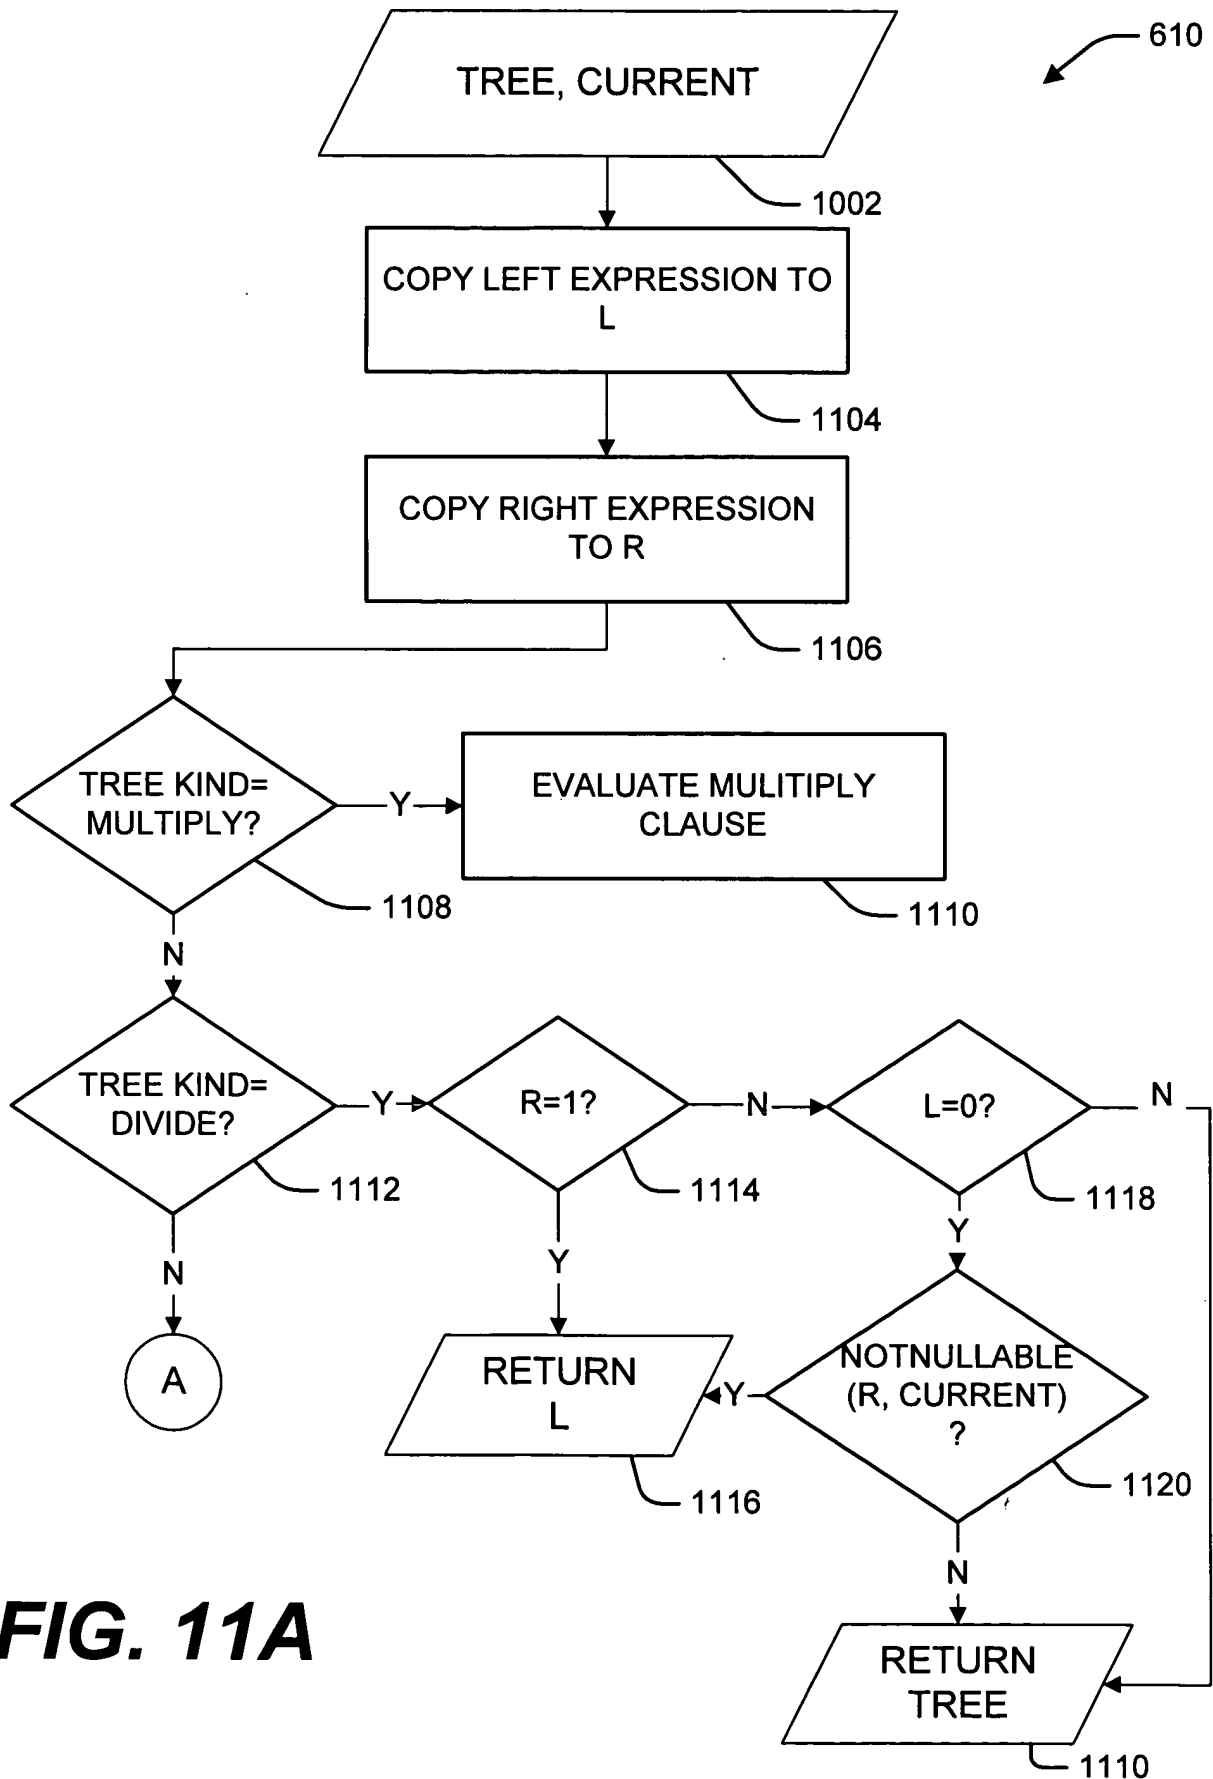 610
TREE, CURRENT
1002
COPY LEFT EXPRESSION TO
L
1104
COPY RIGHT EXPRESSION
TO R
1106
TREE KIND=
MULTIPLY?
Y
EVALUATE MULITIPLY
CLAUSE
1108
1110
N
TREE KIND=
DIVIDE?
Y
R=1?
N
L=0?
N
1112
1114
1118
N
Y
Y
A
RETURN
L
Y
NOTNULLABLE
(R, CURRENT)
?
1116
1120
N
FIG. 11A
RETURN
TREE
1110